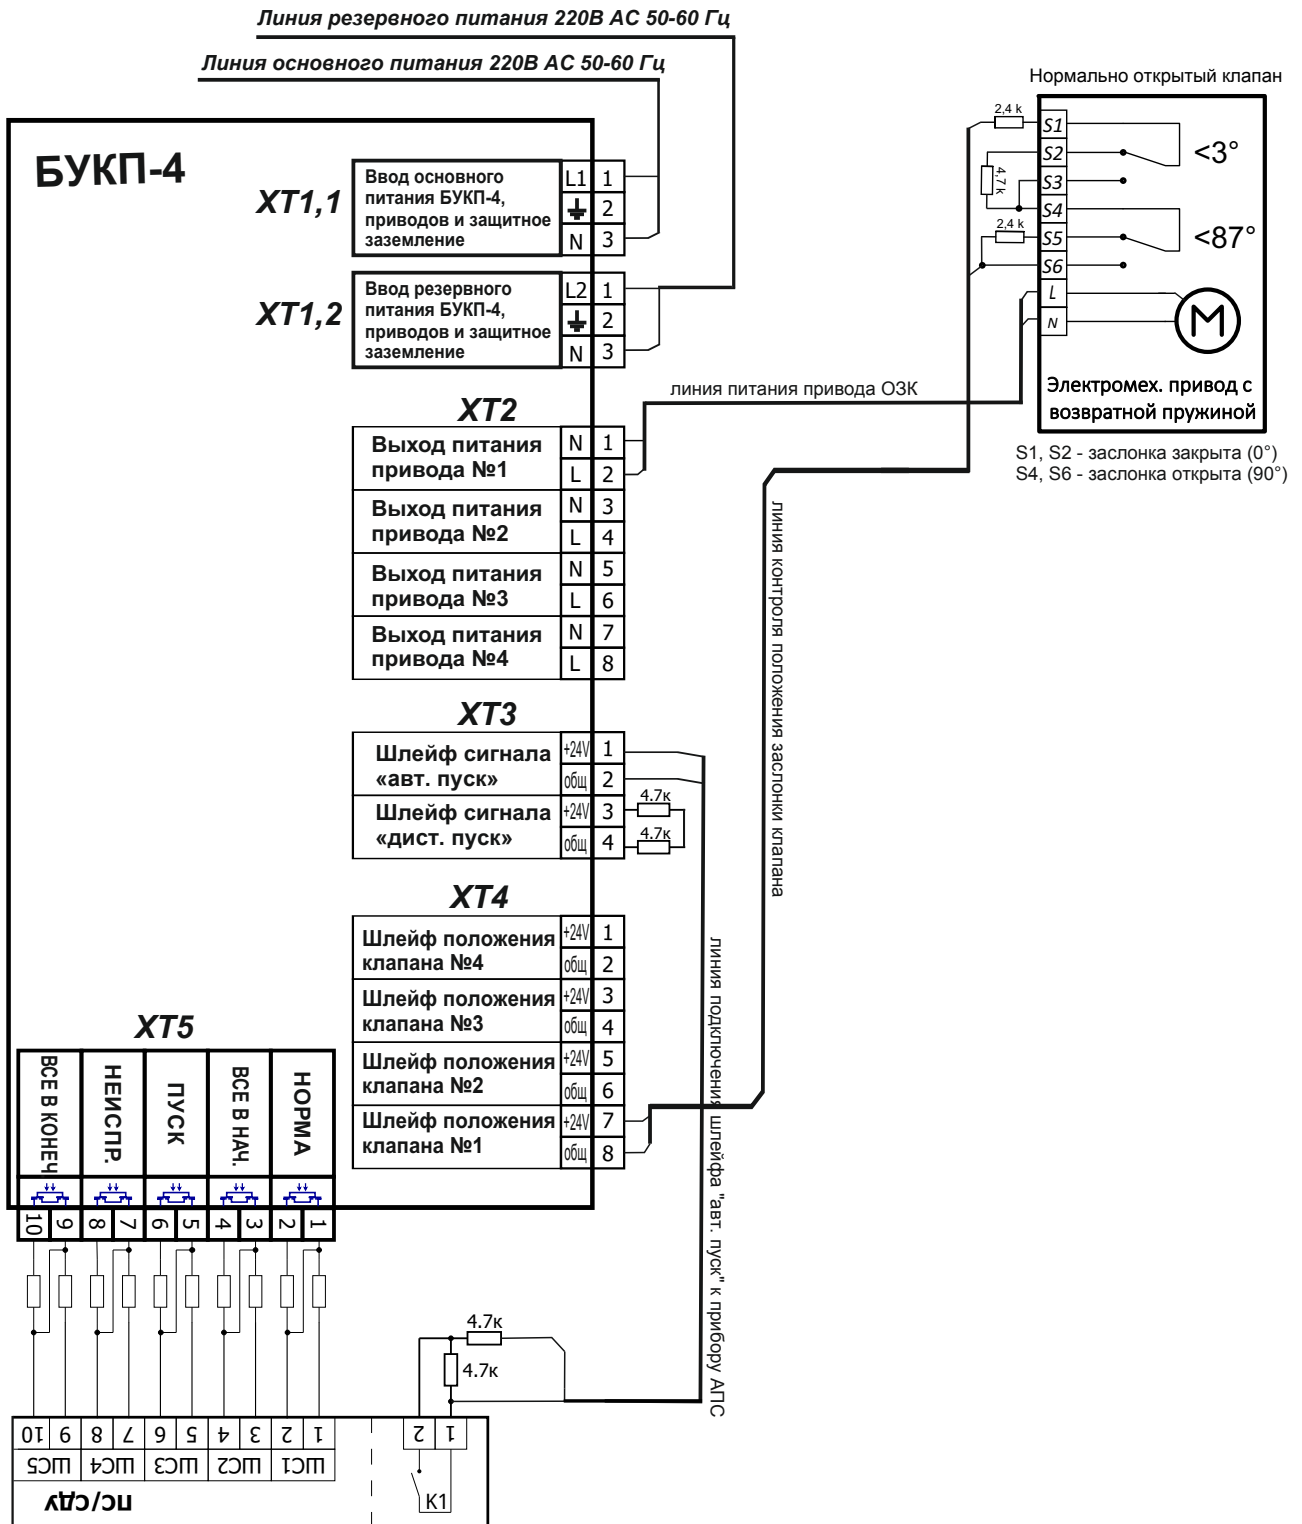 Линия резервного питания 220В AC 50-60 Гц
Линия основного питания 220В AC 50-60 Гц
БУКП-4
XT1,1
Ввод основного
питания БУКП-4,
приводов и защитное
заземление
L1 1
2
N 3
XT1,2
Ввод резервного
питания БУКП-4,
приводов и защитное
заземление
L2 1
2
N 3
XT2
Выход питания
привода №1
N 1
L 2
Выход питания
привода №2
N 3
L 4
Выход питания
привода №3
N 5
L 6
Выход питания
привода №4
N 7
L 8
XT3
Шлейф сигнала
«авт. пуск»
+24V 1
общ 2
Шлейф сигнала
«дист. пуск»
+24V 3
общ 4
4.7к
4.7к
XT4
Шлейф положения
клапана №4
+24V 1
общ 2
Шлейф положения
клапана №3
+24V 3
общ 4
Шлейф положения
клапана №2
+24V 5
общ 6
Шлейф положения
клапана №1
+24V 7
общ 8
XT5
ВСЕ В КОНЕЧ
НЕИСПР.
ПУСК
ВСЕ В НАЧ.
НОРМА
10 9 8 7 6 5 4 3 2 1
Нормально открытый клапан
2,4 k
4,7 k
2,4 k
S1
S2
S3
S4
S5
S6
L
N
<3°
<87°
M
Электромех. привод с
возвратной пружиной
S1, S2 - заслонка закрыта (0°)
S4, S6 - заслонка открыта (90°)
линия питания привода ОЗК
линия контроля положения заслонки клапана
линия подключения шлейфа "авт. пуск" к прибору АПС
4.7к
4.7к
10 9 8 7 6 5 4 3 2 1
ШС5 ШС4 ШС3 ШС2 ШС1
ПС/СДУ
2 1
K1